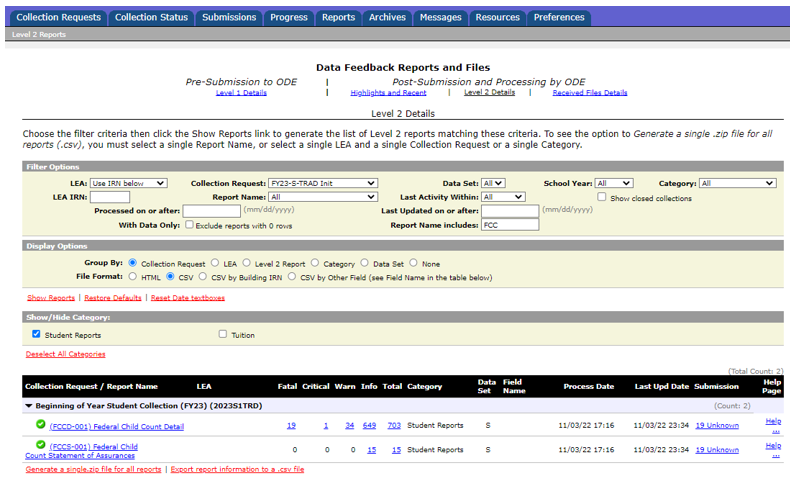 Collection Requests Collection Status Submissions Progress Reports Archives Messages Resources Preferences
Level 2 Reports
Data Feedback Reports and Files
Pre-Submission to ODE | Post-Submission and Processing by ODE
Level 1 Details | Highlights and Recent | Level 2 Details | Received Files Details
Level 2 Details
Choose the filter criteria then click the Show Reports link to generate the list of Level 2 reports matching these criteria. To see the option to Generate a single .zip file for all
reports (.csv), you must select a single Report Name, or select a single LEA and a single Collection Request or a single Category.
Filter Options
LEA: Use IRN below Collection Request: FY23-S-TRAD Init Data Set: All School Year: All Category: All
LEA IRN: Report Name: All Last Activity Within: All Show closed collections
Processed on or after: (mm/dd/yyyy) Last Updated on or after: (mm/dd/yyyy)
With Data Only: Exclude reports with 0 rows Report Name includes: FCC
Display Options
Group By: Collection Request LEA Level 2 Report Category Data Set None
File Format: HTML CSV CSV by Building IRN CSV by Other Field (see Field Name in the table below)
Show Reports | Restore Defaults | Reset Date textboxes
Show/Hide Category:
Student Reports Tuition
Deselect All Categories
(Total Count: 2)
Collection Request / Report Name LEA Fatal Critical Warn Info Total Category Data Set Field Name Process Date Last Upd Date Submission Help Page
Beginning of Year Student Collection (FY23) (2023S1TRD) (Count: 2)
(FCCD-001) Federal Child Count Detail 19 1 34 649 703 Student Reports S 11/03/22 17:16 11/03/22 23:34 19 Unknown Help ...
(FCCS-001) Federal Child
Count Statement of Assurances 0 0 0 15 15 Student Reports S 11/03/22 17:16 11/03/22 23:34 19 Unknown Help ...
Generate a single.zip file for all reports | Export report information to a .csv file